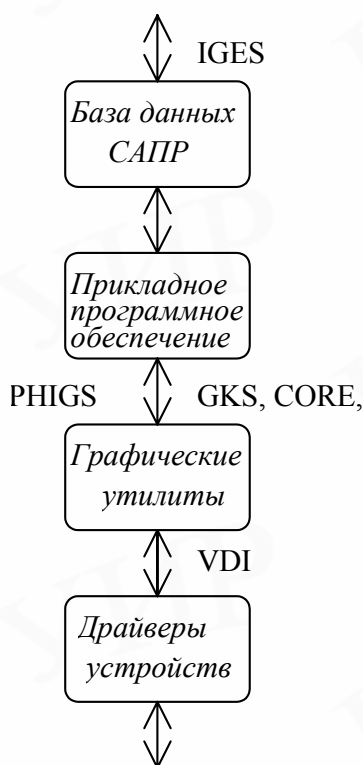 IGES
База данных
САПР
Прикладное
программное
обеспечение
PHIGS GKS, CORE,
Графические
утилиты
VDI
Драйверы
устройств